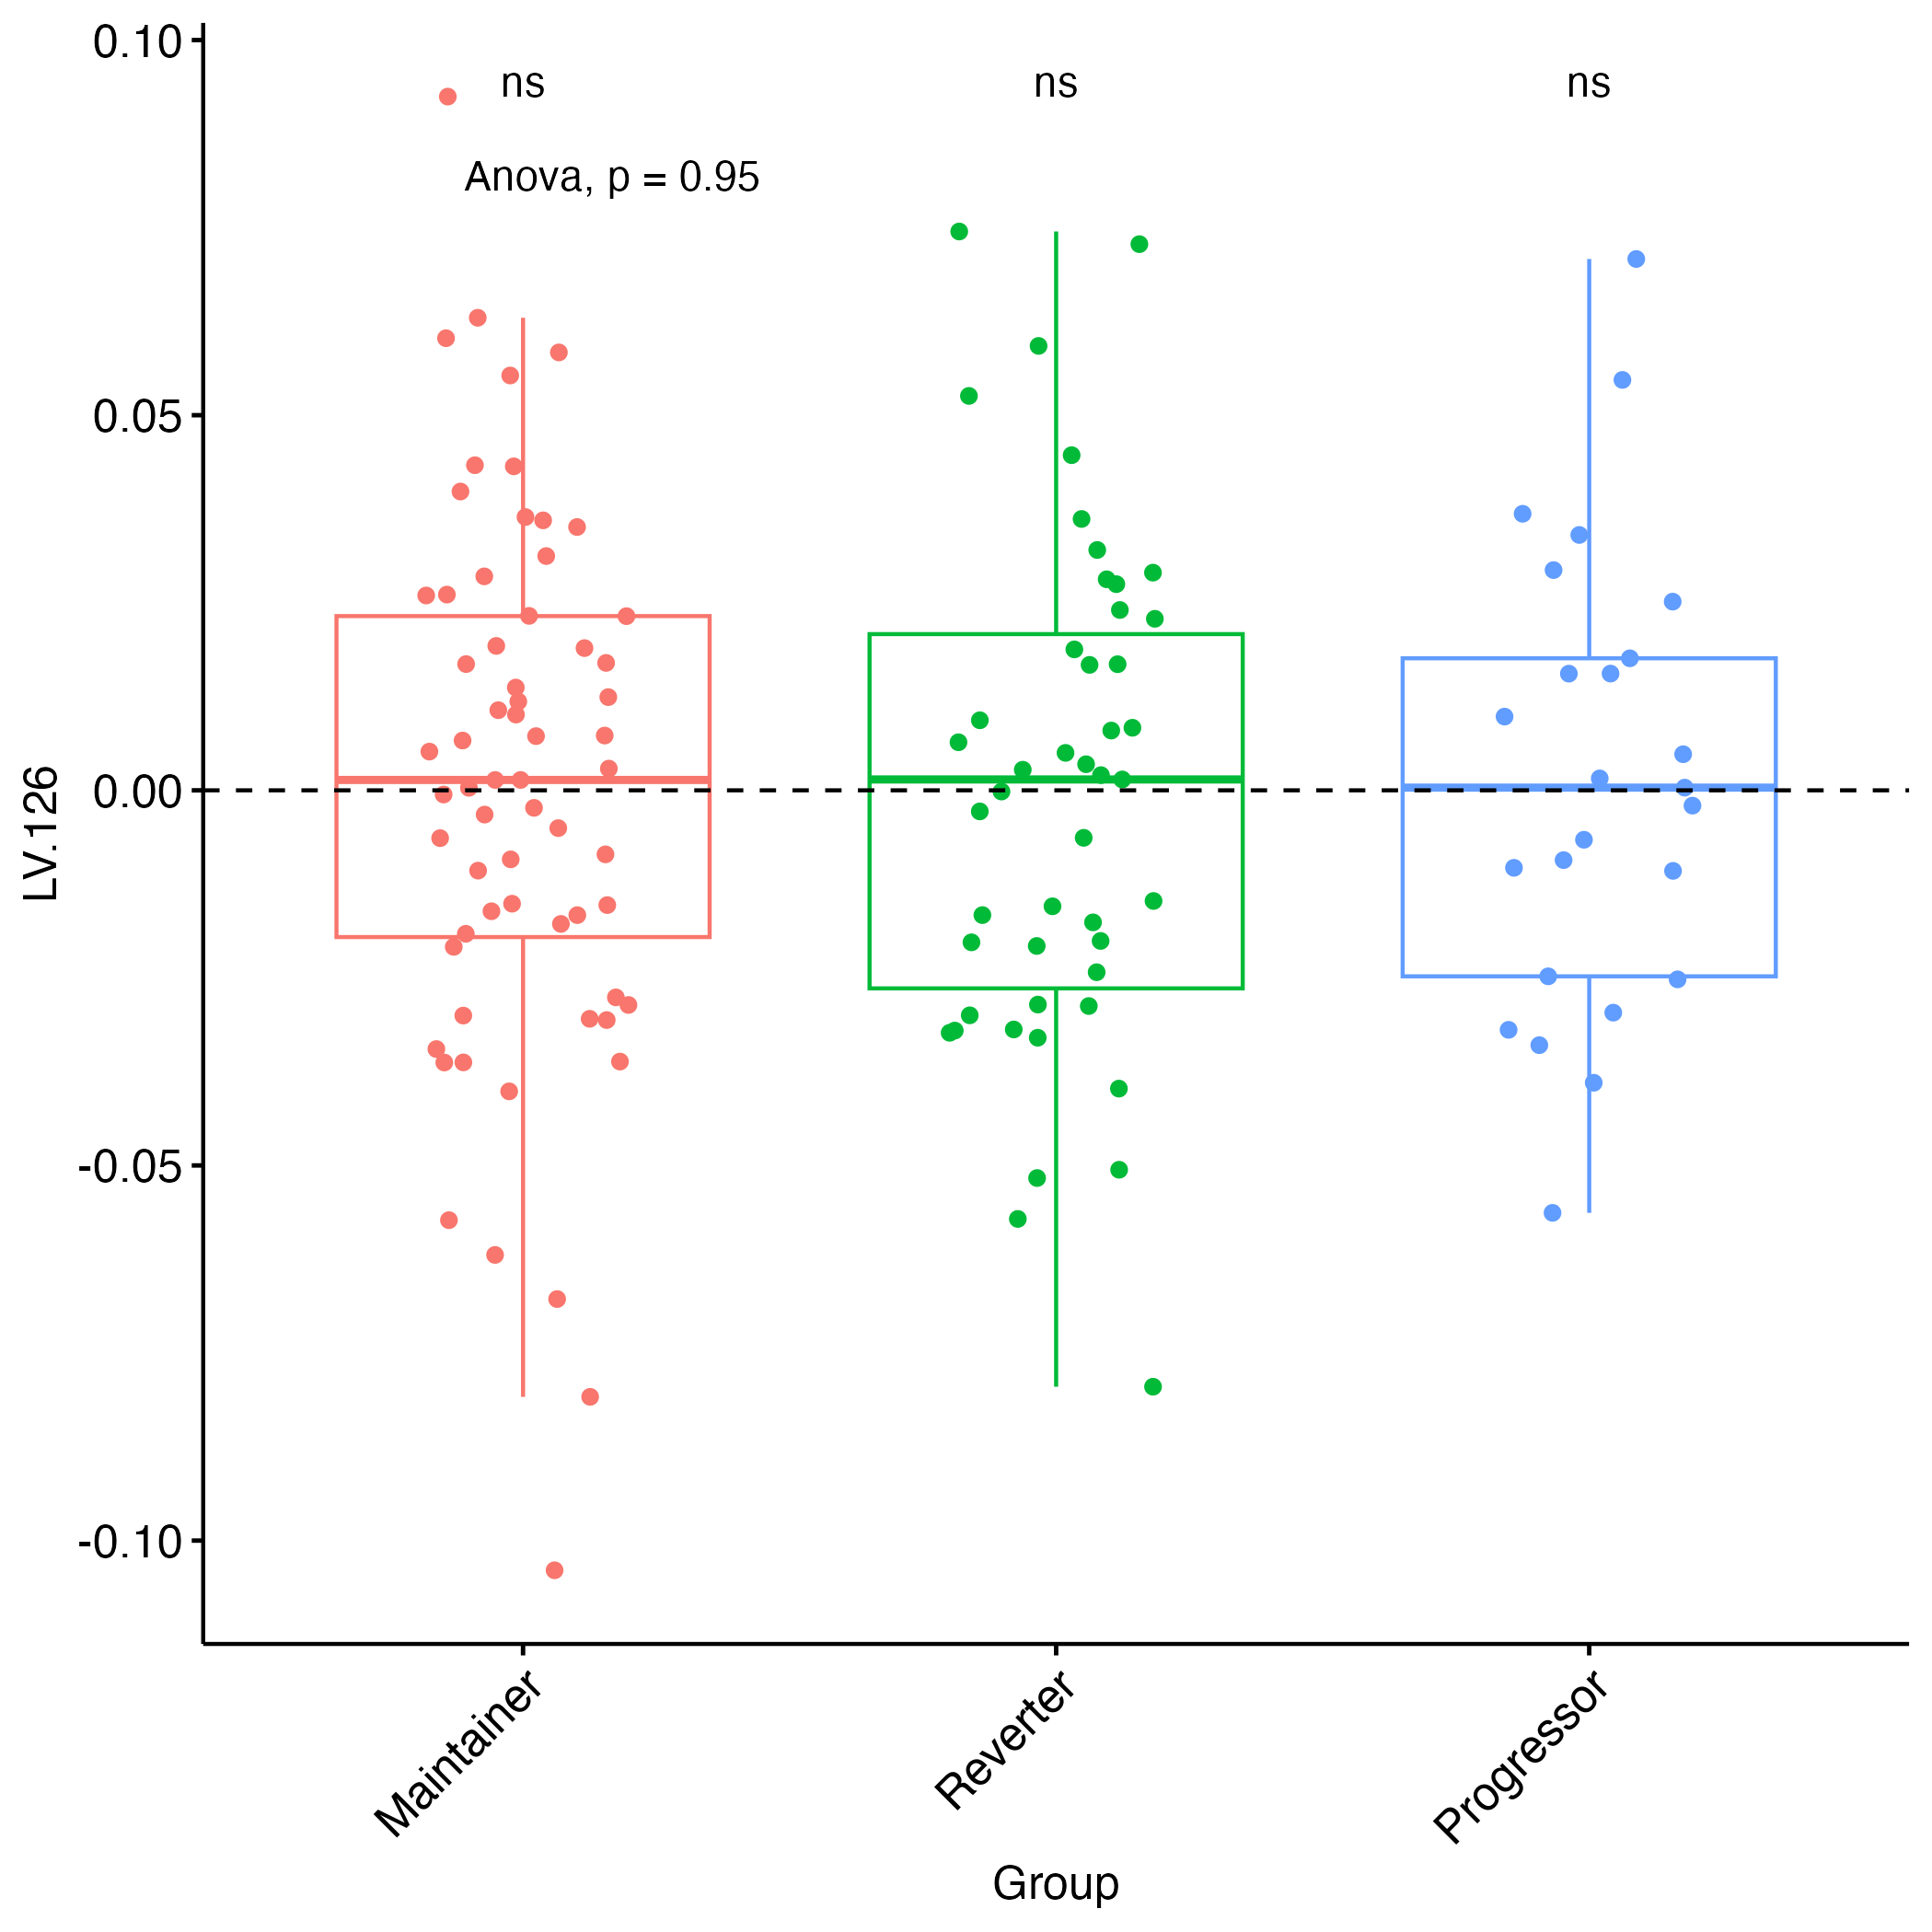 0.10
ns ns ns
Anova, p = 0.95
0.05
0.00
-0.05
-0.10
LV.126
Maintainer
Reverter
Progressor
Group